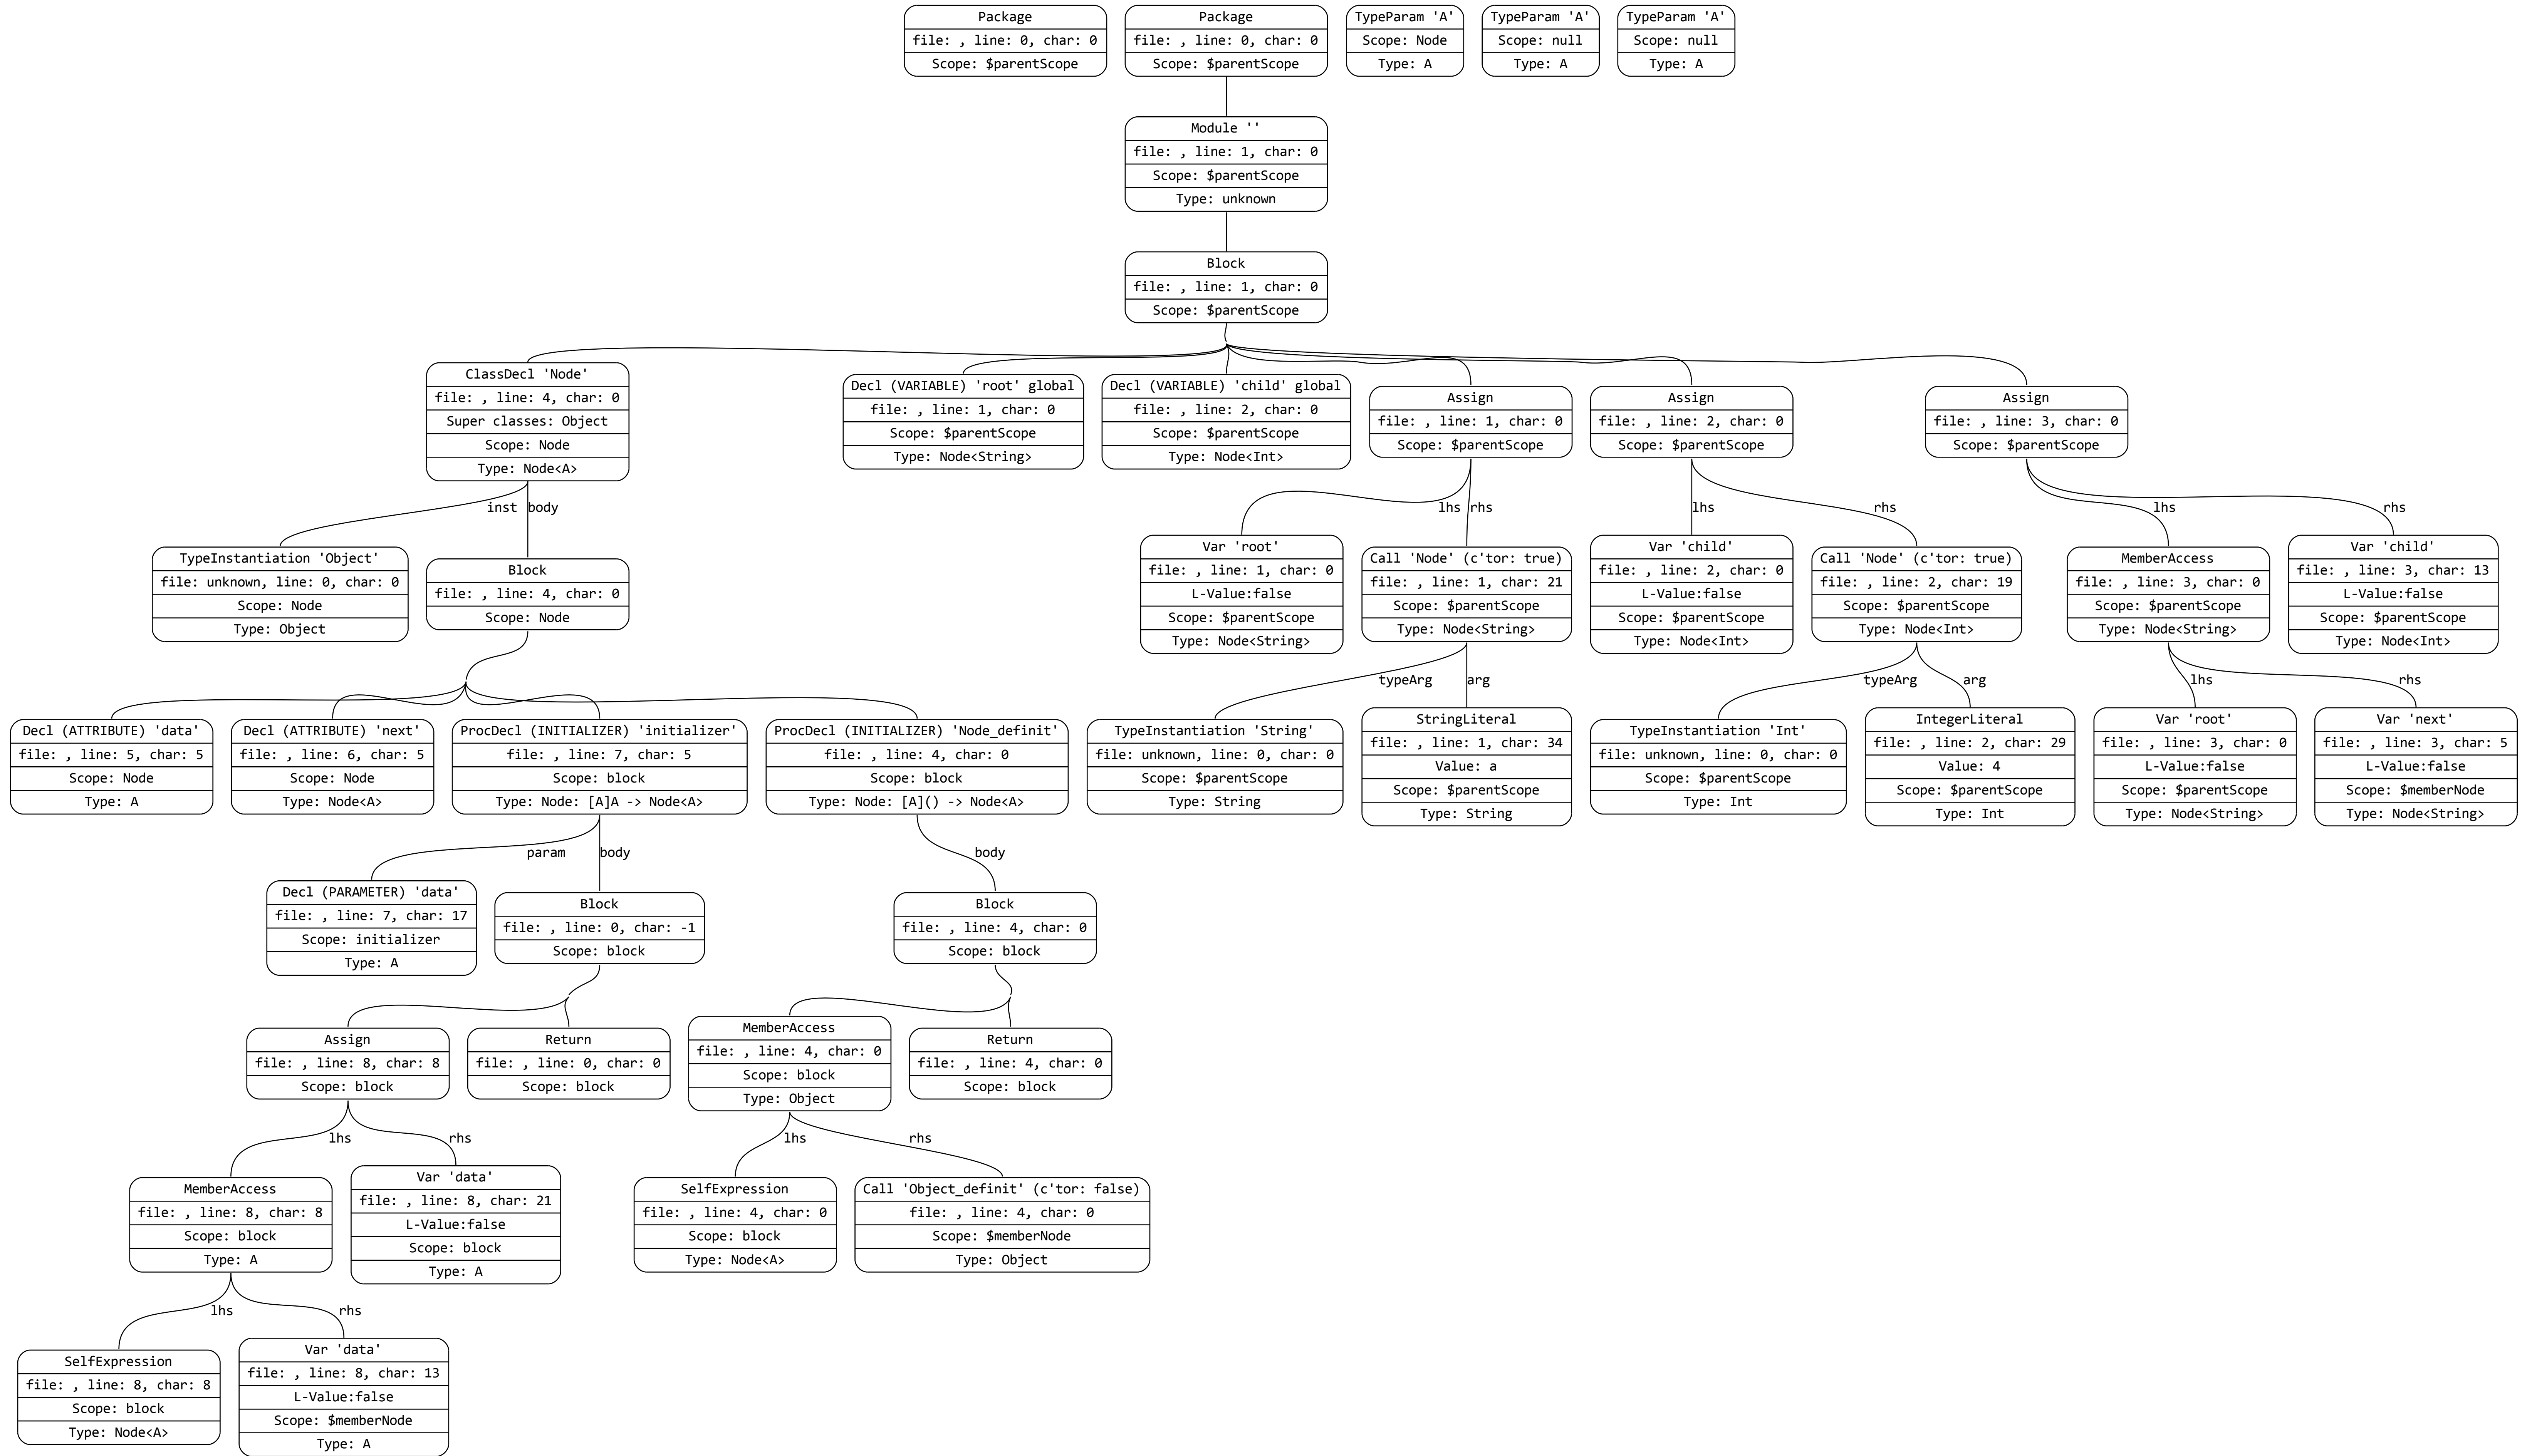 Package
file: , line: 0, char: 0
Scope: $parentScope
Package
file: , line: 0, char: 0
Scope: $parentScope
TypeParam 'A'
Scope: Node
Type: A
TypeParam 'A'
Scope: null
Type: A
TypeParam 'A'
Scope: null
Type: A
Module ''
file: , line: 1, char: 0
Scope: $parentScope
Type: unknown
Block
file: , line: 1, char: 0
Scope: $parentScope
ClassDecl 'Node'
file: , line: 4, char: 0
Super classes: Object
Scope: Node
Type: Node<A>
Decl (VARIABLE) 'root' global
file: , line: 1, char: 0
Scope: $parentScope
Type: Node<String>
Decl (VARIABLE) 'child' global
file: , line: 2, char: 0
Scope: $parentScope
Type: Node<Int>
Assign
file: , line: 1, char: 0
Scope: $parentScope
Assign
file: , line: 2, char: 0
Scope: $parentScope
Assign
file: , line: 3, char: 0
Scope: $parentScope
inst
body
lhs
rhs
lhs
rhs
lhs
rhs
TypeInstantiation 'Object'
file: unknown, line: 0, char: 0
Scope: Node
Type: Object
Block
file: , line: 4, char: 0
Scope: Node
Var 'root'
file: , line: 1, char: 0
L-Value:false
Scope: $parentScope
Type: Node<String>
Call 'Node' (c'tor: true)
file: , line: 1, char: 21
Scope: $parentScope
Type: Node<String>
Var 'child'
file: , line: 2, char: 0
L-Value:false
Scope: $parentScope
Type: Node<Int>
Call 'Node' (c'tor: true)
file: , line: 2, char: 19
Scope: $parentScope
Type: Node<Int>
MemberAccess
file: , line: 3, char: 0
Scope: $parentScope
Type: Node<String>
Var 'child'
file: , line: 3, char: 13
L-Value:false
Scope: $parentScope
Type: Node<Int>
typeArg
arg
typeArg
arg
lhs
rhs
Decl (ATTRIBUTE) 'data'
file: , line: 5, char: 5
Scope: Node
Type: A
Decl (ATTRIBUTE) 'next'
file: , line: 6, char: 5
Scope: Node
Type: Node<A>
ProcDecl (INITIALIZER) 'initializer'
file: , line: 7, char: 5
Scope: block
Type: Node: [A]A -> Node<A>
ProcDecl (INITIALIZER) 'Node_definit'
file: , line: 4, char: 0
Scope: block
Type: Node: [A]() -> Node<A>
TypeInstantiation 'String'
file: unknown, line: 0, char: 0
Scope: $parentScope
Type: String
StringLiteral
file: , line: 1, char: 34
Value: a
Scope: $parentScope
Type: String
TypeInstantiation 'Int'
file: unknown, line: 0, char: 0
Scope: $parentScope
Type: Int
IntegerLiteral
file: , line: 2, char: 29
Value: 4
Scope: $parentScope
Type: Int
Var 'root'
file: , line: 3, char: 0
L-Value:false
Scope: $parentScope
Type: Node<String>
Var 'next'
file: , line: 3, char: 5
L-Value:false
Scope: $memberNode
Type: Node<String>
param
body
body
Decl (PARAMETER) 'data'
file: , line: 7, char: 17
Scope: initializer
Type: A
Block
file: , line: 0, char: -1
Scope: block
Block
file: , line: 4, char: 0
Scope: block
Assign
file: , line: 8, char: 8
Scope: block
Return
file: , line: 0, char: 0
Scope: block
MemberAccess
file: , line: 4, char: 0
Scope: block
Type: Object
Return
file: , line: 4, char: 0
Scope: block
lhs
rhs
lhs
rhs
MemberAccess
file: , line: 8, char: 8
Scope: block
Type: A
Var 'data'
file: , line: 8, char: 21
L-Value:false
Scope: block
Type: A
SelfExpression
file: , line: 4, char: 0
Scope: block
Type: Node<A>
Call 'Object_definit' (c'tor: false)
file: , line: 4, char: 0
Scope: $memberNode
Type: Object
lhs
rhs
SelfExpression
file: , line: 8, char: 8
Scope: block
Type: Node<A>
Var 'data'
file: , line: 8, char: 13
L-Value:false
Scope: $memberNode
Type: A